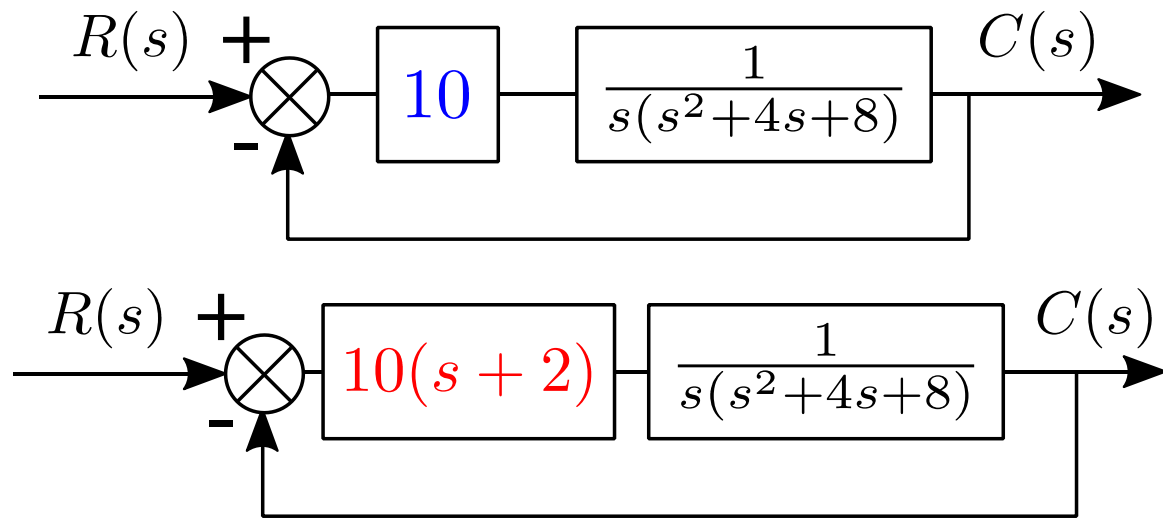 R(s) + 10 1/(s(s²+4s+8)) C(s)
-
R(s) + 10(s + 2) 1/(s(s²+4s+8)) C(s)
-